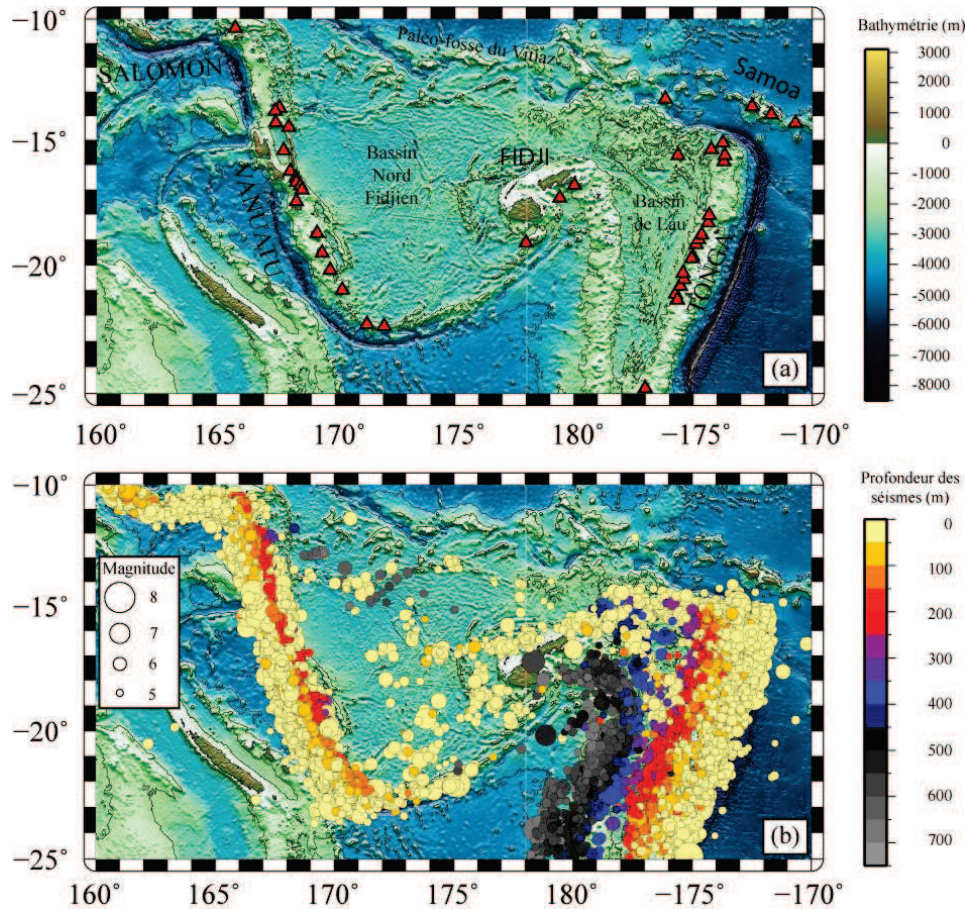 Bathymétrie (m)
−10°
−15°
−20°
−25°
SALOMON
Paléo-fosse du Vitiaz
Samoa
VANUATU
Bassin
Nord
Fidjien
FIDJI
Bassin
de Lau
TONGA
(a)
3000
2000
1000
0
−1000
−2000
−3000
−4000
−5000
−6000
−7000
−8000
160° 165° 170° 175° 180° −175° −170°
Profondeur des
séismes (m)
−10°
−15°
−20°
−25°
Magnitude
8
7
6
5
(b)
0
100
200
300
400
500
600
700
160° 165° 170° 175° 180° −175° −170°